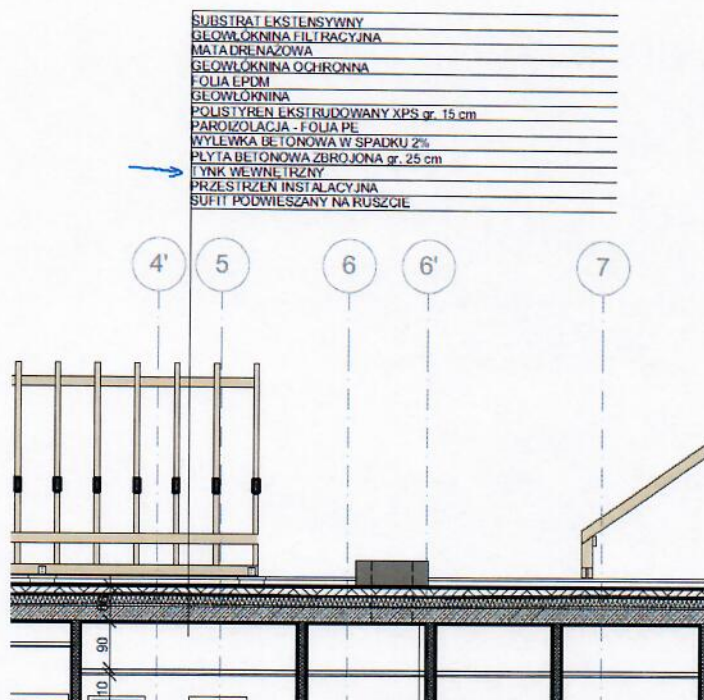 SUBSTRAT EKSTENSYWNY
GEOWŁÓKNINA FILTRACYJNA
MATA DRENAŻOWA
GEOWŁÓKNINA OCHRONNA
FOLIA EPDM
GEOWŁÓKNINA
POLISTYREN EKSTRUDOWANY XPS gr. 15 cm
PAROIZOLACJA - FOLIA PE
WYLEWKA BETONOWA W SPADKU 2%
PŁYTA BETONOWA ZBROJONA gr. 25 cm
TYNK WEWNĘTRZNY
PRZESTRZEŃ INSTALACYJNA
SUFIT PODWIESZANY NA RUSZCIE
4' 5 6 6' 7
90
10